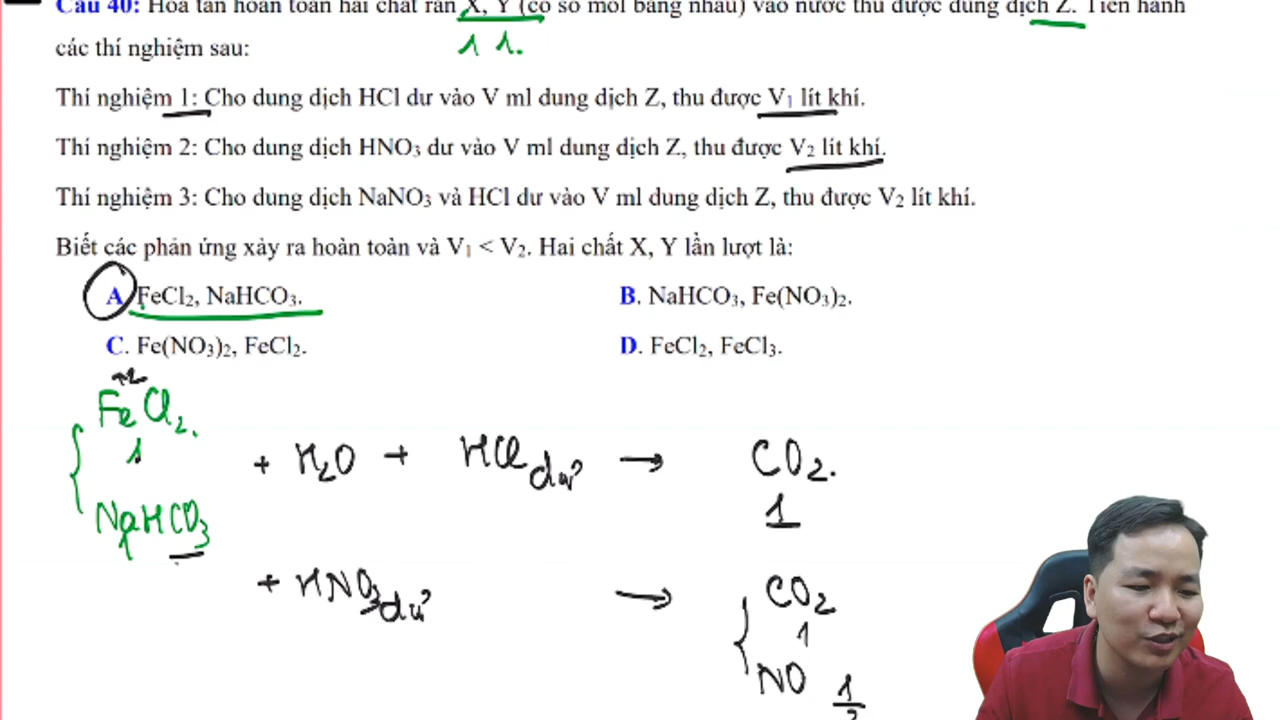 Câu 40: Hòa tan hoàn toàn hai chất rắn X, Y (có số mol bằng nhau) vào nước thu được dung dịch Z. Tiến hành
1 1.
các thí nghiệm sau:
Thí nghiệm 1: Cho dung dịch HCl dư vào V ml dung dịch Z, thu được V₁ lít khí.
Thí nghiệm 2: Cho dung dịch HNO₃ dư vào V ml dung dịch Z, thu được V₂ lít khí.
Thí nghiệm 3: Cho dung dịch NaNO₃ và HCl dư vào V ml dung dịch Z, thu được V₂ lít khí.
Biết các phản ứng xảy ra hoàn toàn và V₁ < V₂. Hai chất X, Y lần lượt là:
A. FeCl₂, NaHCO₃. B. NaHCO₃, Fe(NO₃)₂.
C. Fe(NO₃)₂, FeCl₂. D. FeCl₂, FeCl₃.
+2
FeCl₂.
1
+ H₂O + HCl dư → CO₂.
1
NaHCO₃
1
+ HNO₃ dư → CO₂
1
NO 1/3